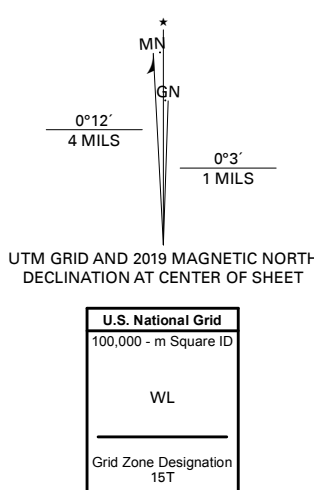 ★
MN
GN
0°12´
4 MILS
0°3´
1 MILS
UTM GRID AND 2019 MAGNETIC NORTH
DECLINATION AT CENTER OF SHEET
U.S. National Grid
100,000 - m Square ID
WL
Grid Zone Designation
15T